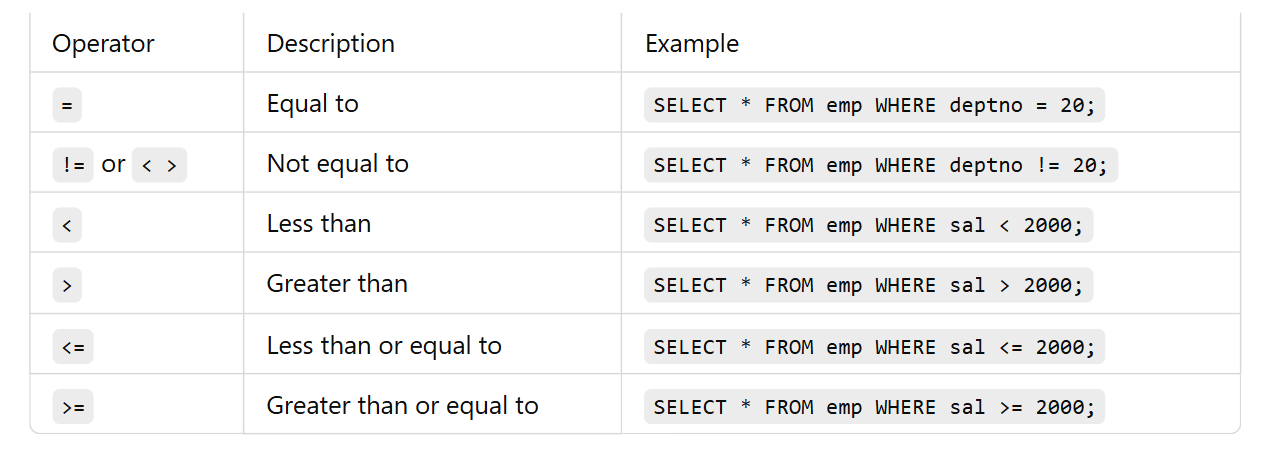 Operator Description Example
= Equal to SELECT * FROM emp WHERE deptno = 20;
!= or < > Not equal to SELECT * FROM emp WHERE deptno != 20;
< Less than SELECT * FROM emp WHERE sal < 2000;
> Greater than SELECT * FROM emp WHERE sal > 2000;
<= Less than or equal to SELECT * FROM emp WHERE sal <= 2000;
>= Greater than or equal to SELECT * FROM emp WHERE sal >= 2000;